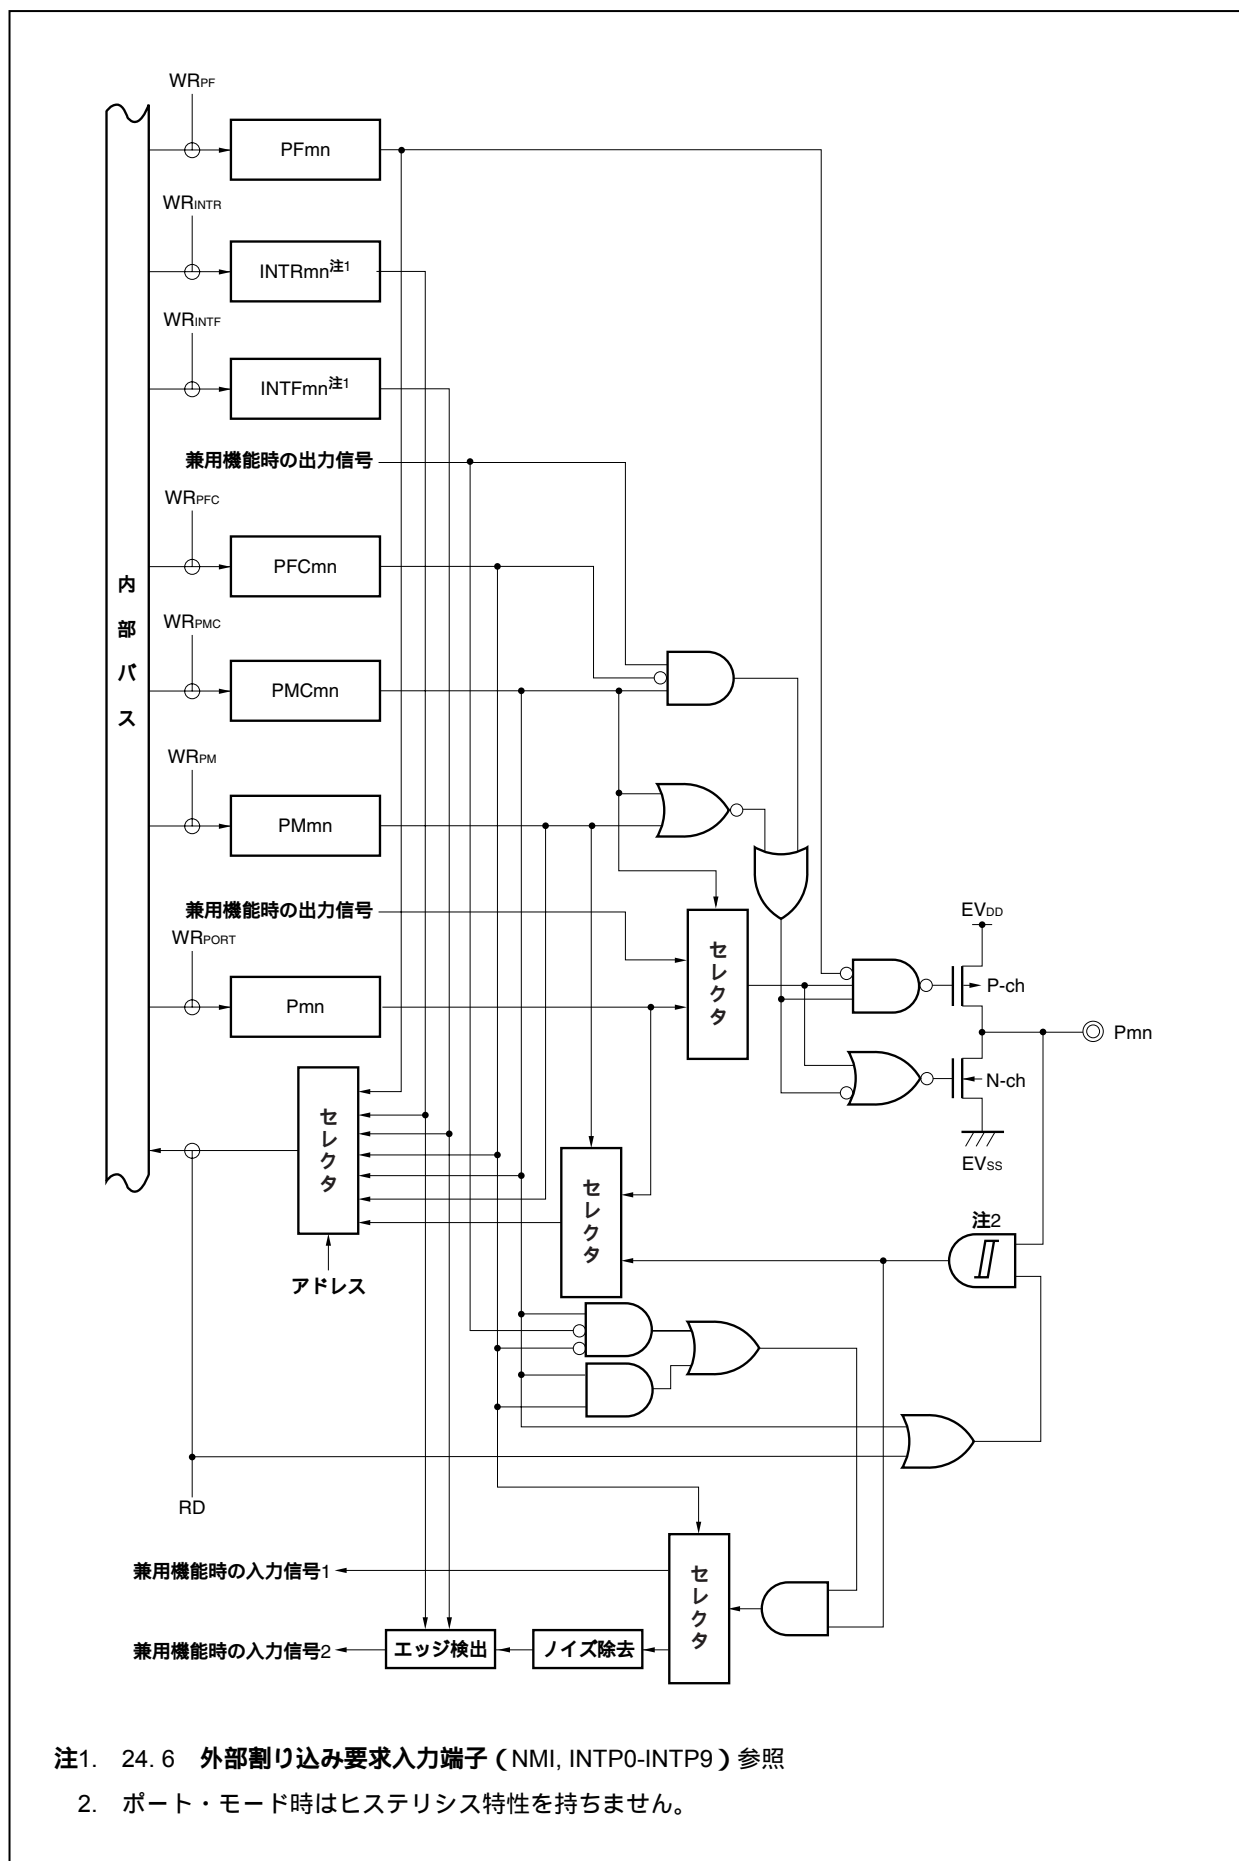 WRPF
PFmn
WRINTR
INTRmn注1
WRINTF
INTFmn注1
兼用機能時の出力信号
WRPFC
PFCmn
内部バス
WRPMC
PMCmn
WRPM
PMmn
兼用機能時の出力信号
WRPORT
Pmn
セレクタ
EVDD
P-ch
Pmn
N-ch
EVSS
セレクタ
セレクタ
注2
アドレス
RD
兼用機能時の入力信号1
セレクタ
兼用機能時の入力信号2
エッジ検出
ノイズ除去
注1. 24. 6 外部割り込み要求入力端子（NMI, INTP0-INTP9）参照
2. ポート・モード時はヒステリシス特性を持ちません。